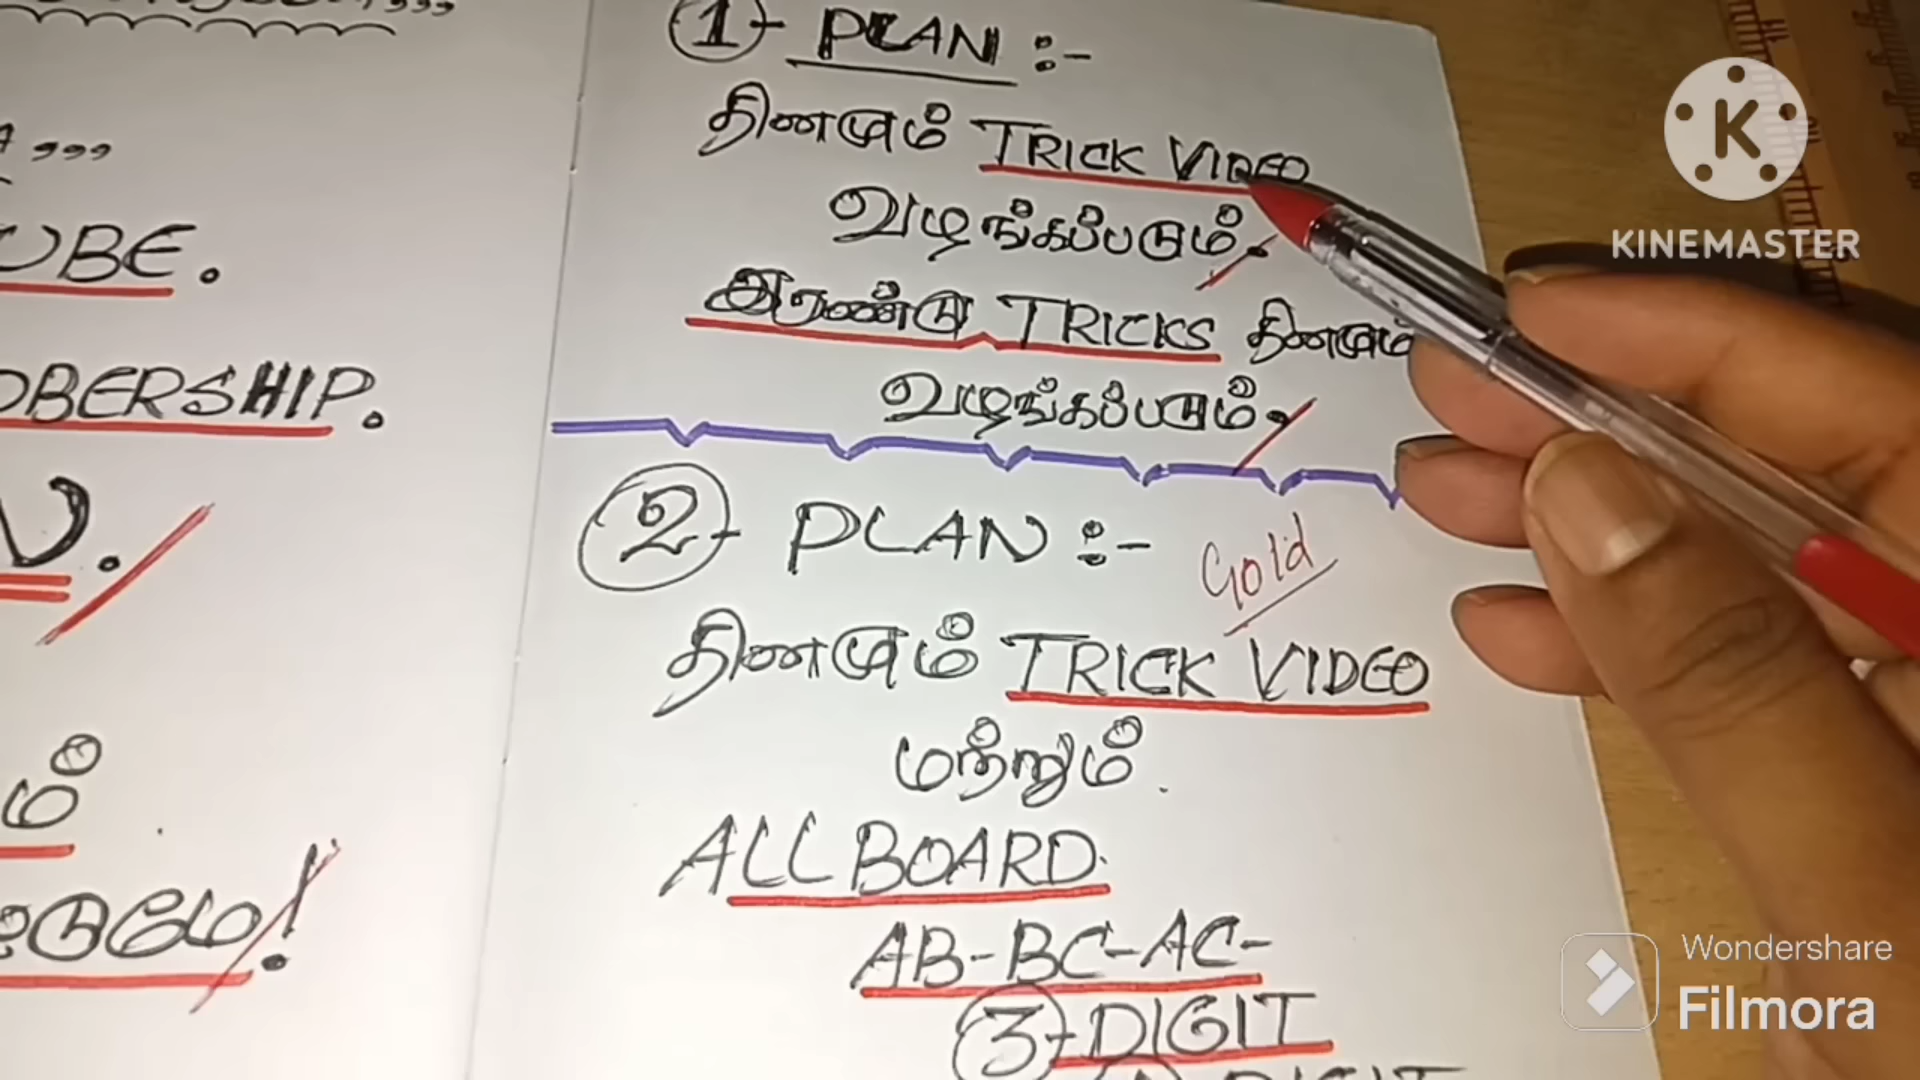 UBE.
OBERSHIP.
1 - PLAN :-
தினமும் TRICK VIDEO
வழங்கப்படும்.
இரண்டு TRICKS தினமும்
வழங்கப்படும்.
2 - PLAN :- Gold
தினமும் TRICK VIDEO
மற்றும்.
ALL BOARD.
AB-BC-AC-
3-DIGIT
KINEMASTER
Wondershare
Filmora